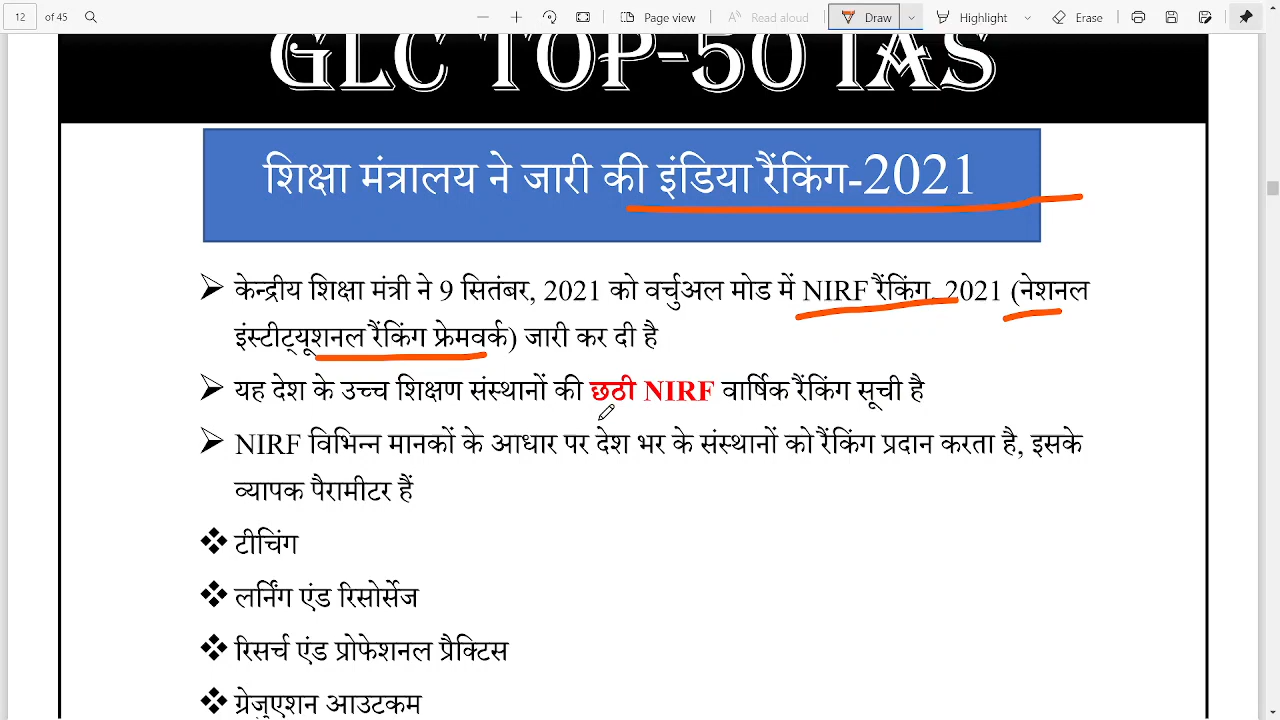 12 of 45 Page view Read aloud Draw Highlight Erase
GLC TOP-50 IAS
शिक्षा मंत्रालय ने जारी की इंडिया रैंकिंग-2021
➢ केन्द्रीय शिक्षा मंत्री ने 9 सितंबर, 2021 को वर्चुअल मोड में NIRF रैंकिंग, 2021 (नेशनल
इंस्टीट्यूशनल रैंकिंग फ्रेमवर्क) जारी कर दी है
➢ यह देश के उच्च शिक्षण संस्थानों की छठी NIRF वार्षिक रैंकिंग सूची है
➢ NIRF विभिन्न मानकों के आधार पर देश भर के संस्थानों को रैंकिंग प्रदान करता है, इसके
व्यापक पैरामीटर हैं
❖ टीचिंग
❖ लर्निंग एंड रिसोर्सेज
❖ रिसर्च एंड प्रोफेशनल प्रैक्टिस
❖ ग्रेजुएशन आउटकम